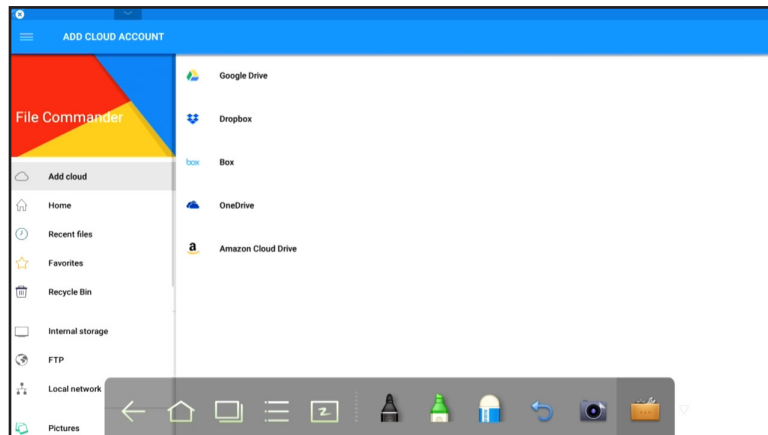 ADD CLOUD ACCOUNT
File Commander
Add cloud
Home
Recent files
Favorites
Recycle Bin
Internal storage
FTP
Local network
Pictures
Google Drive
Dropbox
box Box
OneDrive
a Amazon Cloud Drive